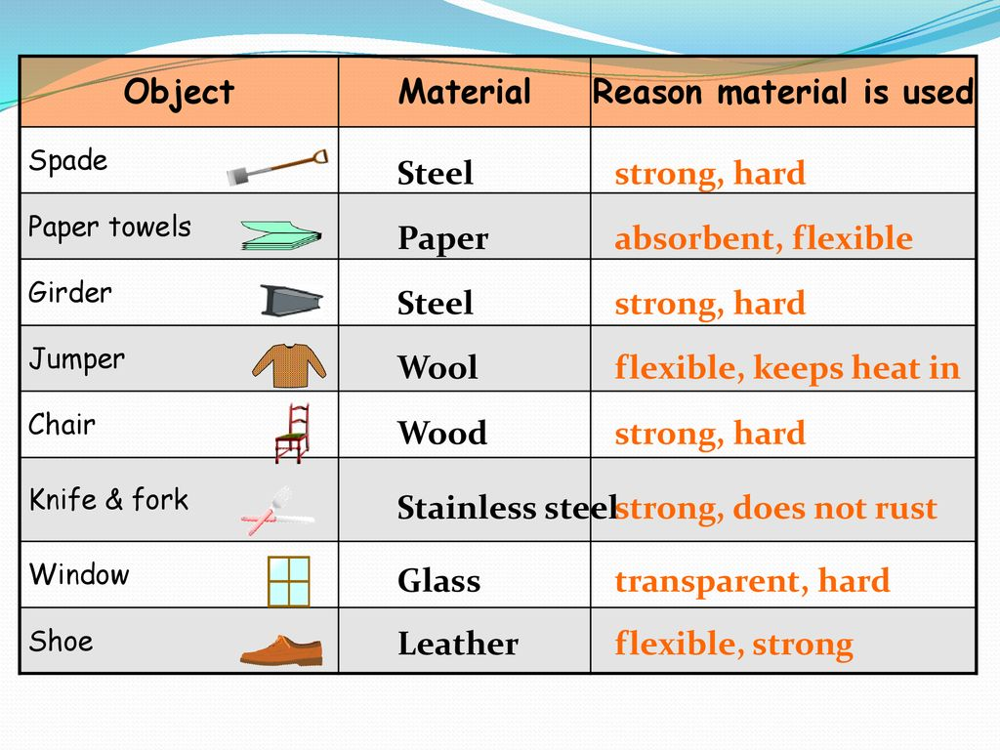 Object Material Reason material is used
Spade Steel strong, hard
Paper towels Paper absorbent, flexible
Girder Steel strong, hard
Jumper Wool flexible, keeps heat in
Chair Wood strong, hard
Knife & fork Stainless steel strong, does not rust
Window Glass transparent, hard
Shoe Leather flexible, strong